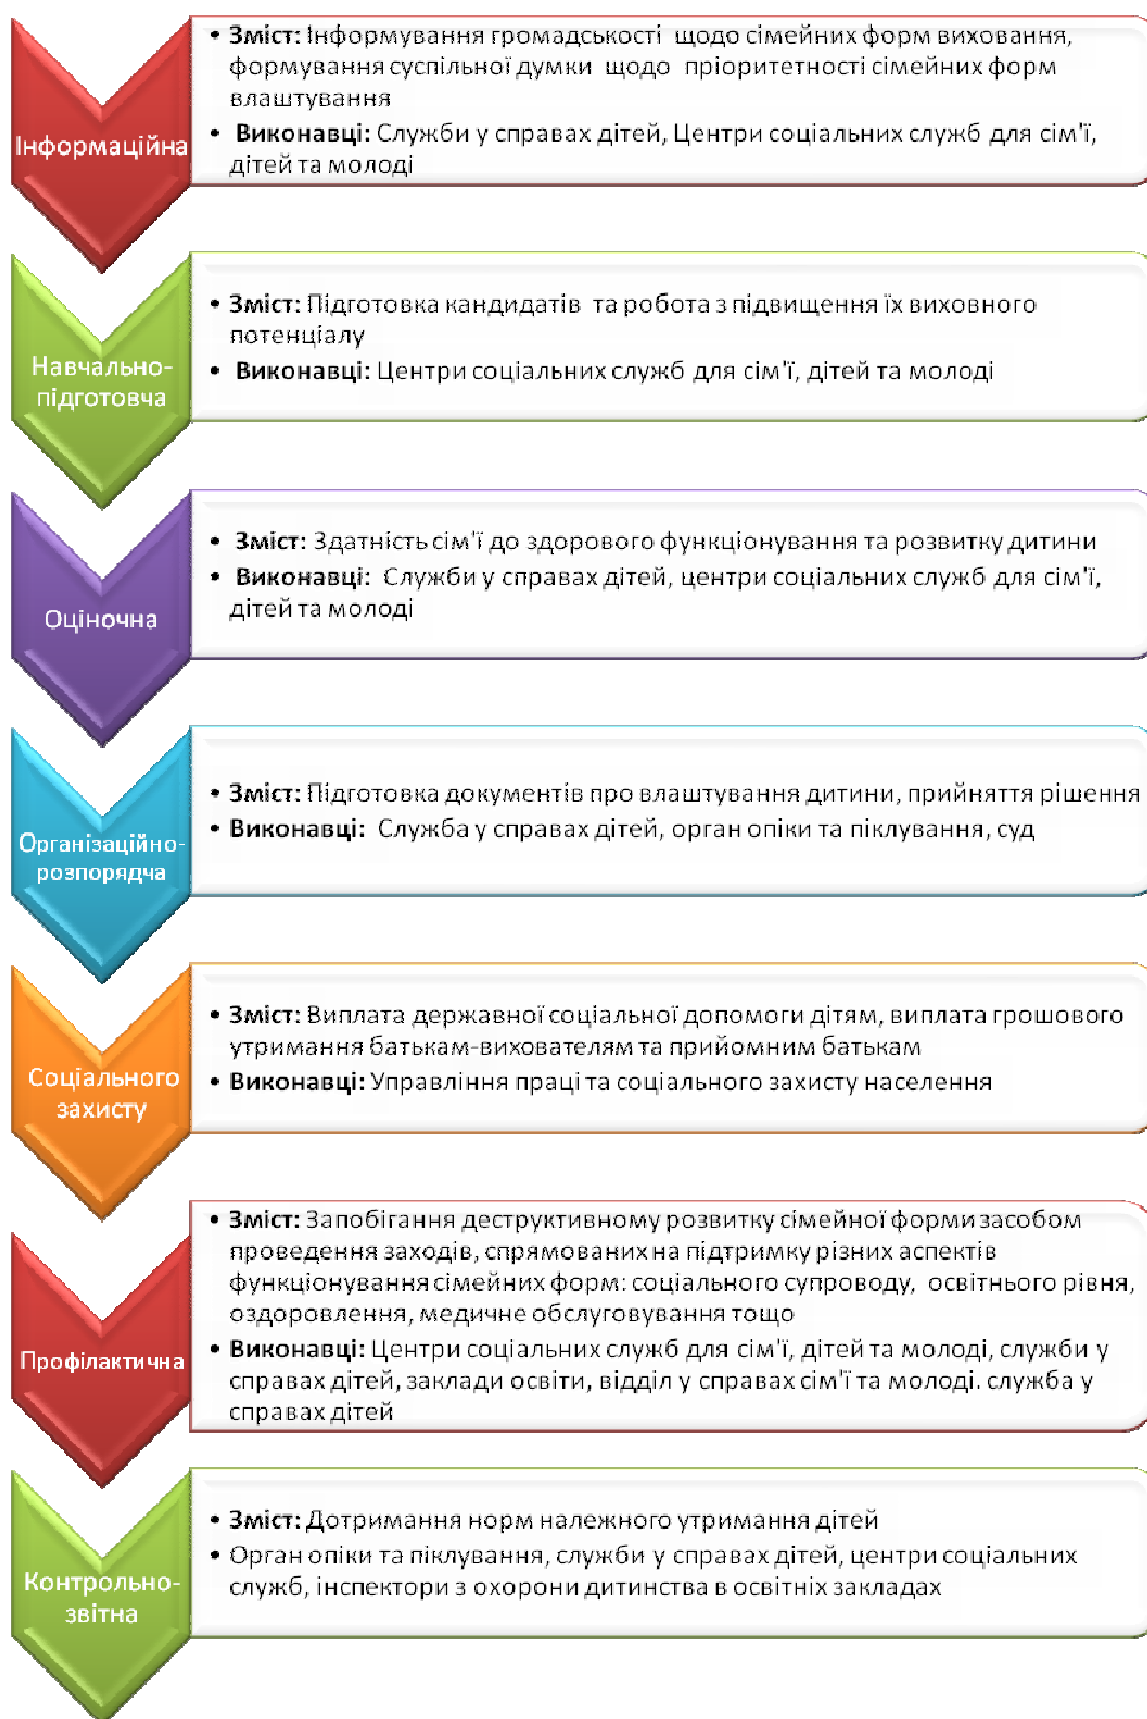 Інформаційна
• Зміст: Інформування громадськості щодо сімейних форм виховання,
формування суспільної думки щодо пріоритетності сімейних форм
влаштування
• Виконавці: Служби у справах дітей, Центри соціальних служб для сім'ї,
дітей та молоді
Навчально-
підготовча
• Зміст: Підготовка кандидатів та робота з підвищення їх виховного
потенціалу
• Виконавці: Центри соціальних служб для сім'ї, дітей та молоді
Оціночна
• Зміст: Здатність сім'ї до здорового функціонування та розвитку дитини
• Виконавці: Служби у справах дітей, центри соціальних служб для сім'ї,
дітей та молоді
Організаційно-
розпорядча
• Зміст: Підготовка документів про влаштування дитини, прийняття рішення
• Виконавці: Служба у справах дітей, орган опіки та піклування, суд
Соціального
захисту
• Зміст: Виплата державної соціальної допомоги дітям, виплата грошового
утримання батькам-вихователям та прийомним батькам
• Виконавці: Управління праці та соціального захисту населення
Профілактична
• Зміст: Запобігання деструктивному розвитку сімейної форми засобом
проведення заходів, спрямованих на підтримку різних аспектів
функціонування сімейних форм: соціального супроводу, освітнього рівня,
оздоровлення, медичне обслуговування тощо
• Виконавці: Центри соціальних служб для сім'ї, дітей та молоді, служби у
справах дітей, заклади освіти, відділ у справах сім'ї та молоді. служба у
справах дітей
Контрольно-
звітна
• Зміст: Дотримання норм належного утримання дітей
• Орган опіки та піклування, служби у справах дітей, центри соціальних
служб, інспектори з охорони дитинства в освітніх закладах